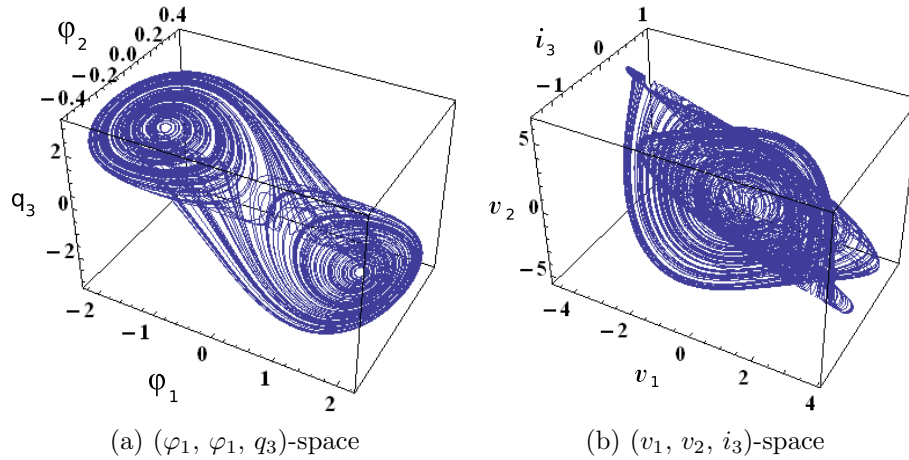 0.4
φ₂ 0.2
0.0
−0.2
−0.4
2
q₃ 0
−2
−2
−1
0
φ₁ 1
2
1
i₃ 0
−1
5
v₂ 0
−5
−4
−2
0
v₁ 2
4
(a) (φ₁, φ₁, q₃)-space
(b) (v₁, v₂, i₃)-space